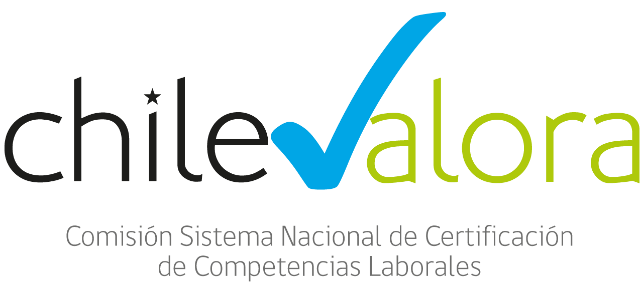 chilevalora
Comisión Sistema Nacional de Certificación
de Competencias Laborales